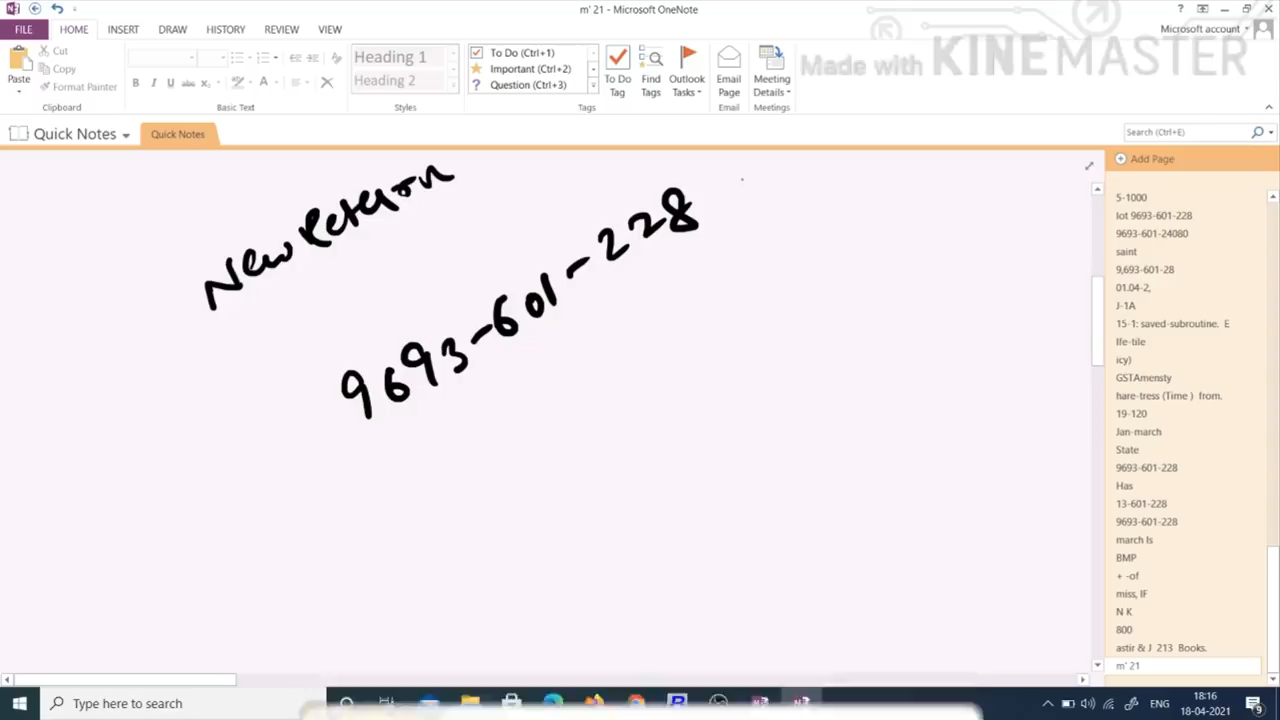 m' 21 - Microsoft OneNote
FILE HOME INSERT DRAW HISTORY REVIEW VIEW
Microsoft account
Made with KINEMASTER
Paste
Cut
Copy
Format Painter
Clipboard
B I U abc x₂ A
Basic Text
Heading 1
Heading 2
Styles
To Do (Ctrl+1)
Important (Ctrl+2)
Question (Ctrl+3)
Tags
To Do Tag
Find Tags
Outlook Tasks
Email Page
Email
Meeting Details
Meetings
Quick Notes
Quick Notes
Search (Ctrl+E)
Add Page
New
9693-601-228
5-1000
lot 9693-601-228
9693-601-24080
saint
9,693-601-28
01.04-2,
J-1A
15-1: saved-subroutine. E
Ife-tile
icy)
GSTAmensty
hare-tress (Time ) from.
19-120
Jan-march
State
9693-601-228
Has
13-601-228
9693-601-228
march Is
BMP
+ -of
miss, IF
N K
800
astir & J 213 Books.
m' 21
Type here to search
ENG
18:16
18-04-2021
9